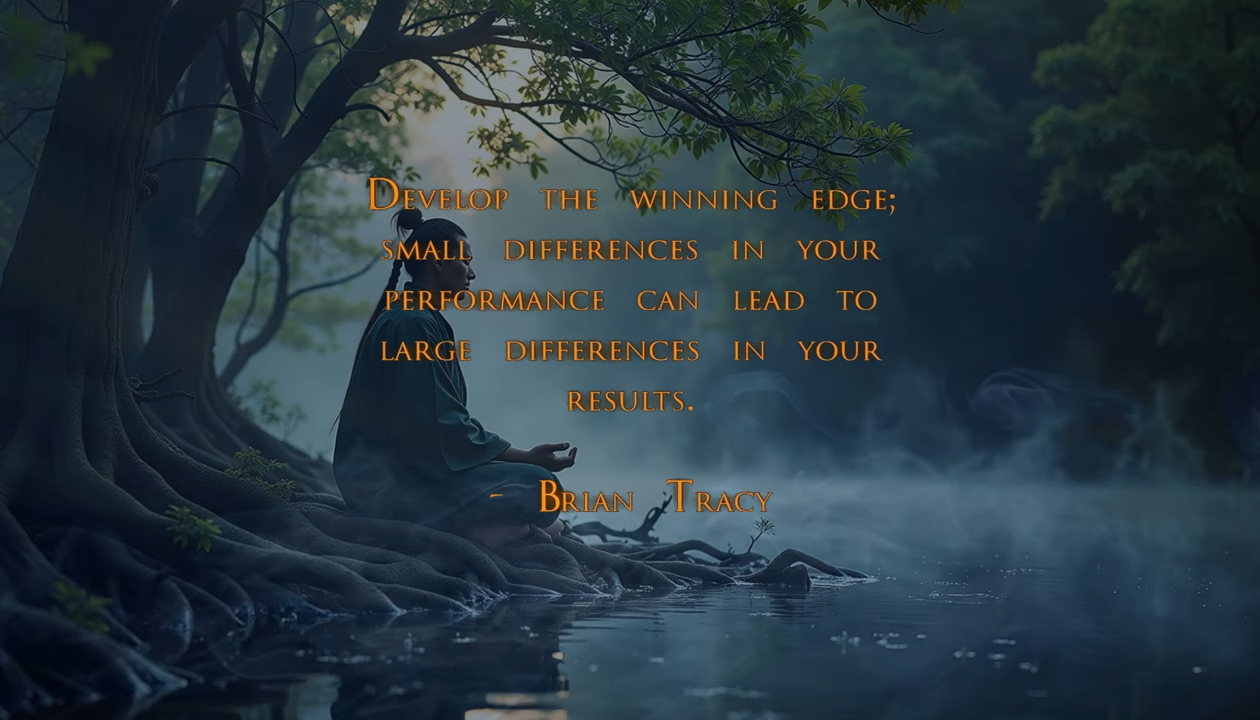 Develop the winning edge;
small differences in your
performance can lead to
large differences in your
results.
- Brian Tracy